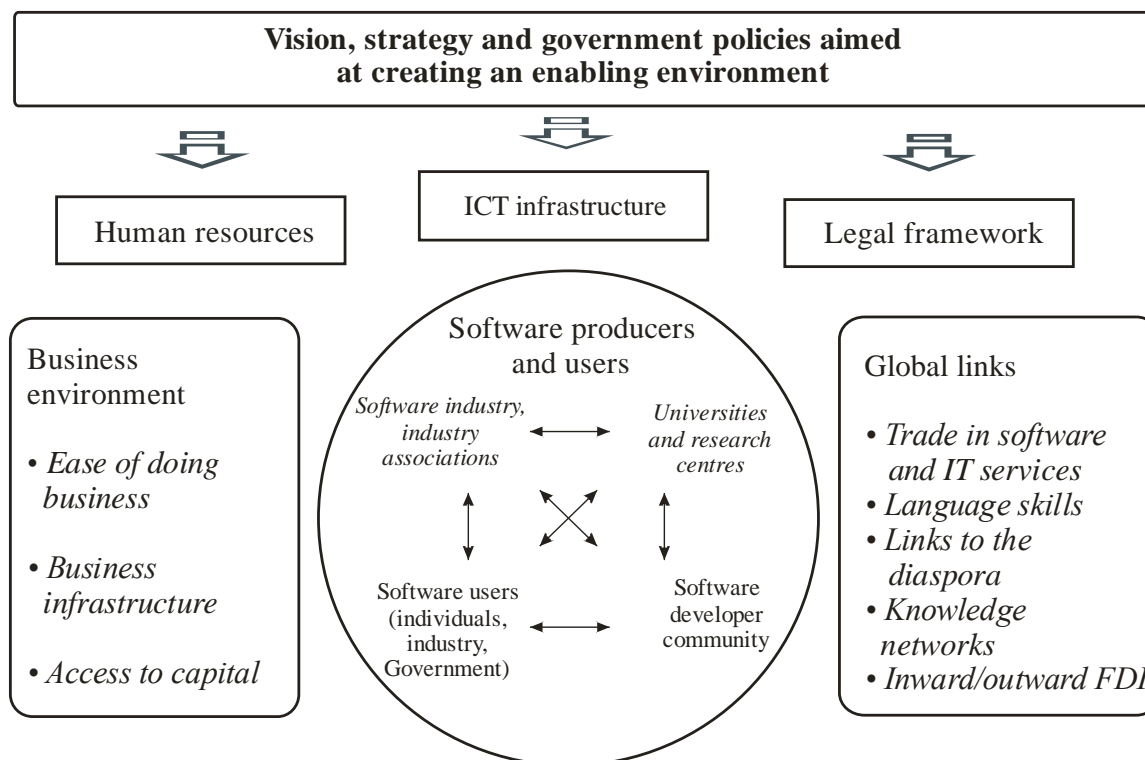 Vision, strategy and government policies aimed
at creating an enabling environment
Human resources
ICT infrastructure
Legal framework
Business
environment
• Ease of doing
business
• Business
infrastructure
• Access to capital
Software producers
and users
Software industry,
industry
associations
Universities
and research
centres
Software users
(individuals,
industry,
Government)
Software
developer
community
Global links
• Trade in software
and IT services
• Language skills
• Links to the
diaspora
• Knowledge
networks
• Inward/outward FDI